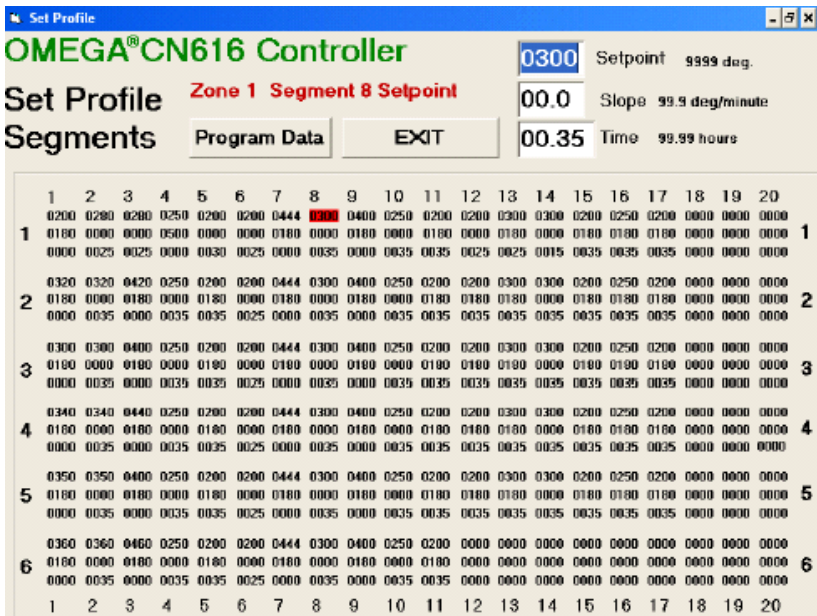 Set Profile
OMEGA®CN616 Controller
0300 Setpoint 9999 deg.
Set Profile Segments
Zone 1 Segment 8 Setpoint
00.0 Slope 99.9 deg/minute
Program Data EXIT
00.35 Time 99.99 hours
1 2 3 4 5 6 7 8 9 10 11 12 13 14 15 16 17 18 19 20
0200 0280 0280 0250 0200 0200 0444 0300 0400 0250 0200 0200 0300 0300 0200 0250 0200 0000 0000 0000
1 0180 0000 0000 0500 0000 0000 0180 0000 0180 0000 0180 0000 0180 0000 0180 0180 0180 0000 0000 0000 1
0000 0025 0025 0000 0030 0025 0000 0035 0000 0035 0035 0025 0025 0015 0035 0035 0035 0000 0000 0000
0320 0320 0420 0250 0200 0200 0444 0300 0400 0250 0200 0200 0300 0300 0200 0250 0200 0000 0000 0000
2 0180 0000 0180 0000 0180 0000 0180 0000 0180 0000 0180 0180 0180 0000 0180 0180 0180 0000 0000 0000 2
0000 0035 0000 0035 0035 0025 0000 0035 0000 0035 0035 0035 0035 0035 0035 0035 0035 0000 0000 0000
0300 0300 0400 0250 0200 0200 0444 0300 0400 0250 0200 0200 0300 0300 0200 0250 0200 0000 0000 0000
3 0180 0000 0180 0000 0180 0000 0180 0000 0180 0000 0180 0180 0180 0000 0180 0180 0180 0000 0000 0000 3
0000 0035 0000 0035 0035 0025 0000 0035 0000 0035 0035 0035 0035 0035 0035 0035 0035 0000 0000 0000
0340 0340 0440 0250 0200 0200 0444 0300 0400 0250 0200 0200 0300 0300 0200 0250 0200 0000 0000 0000
4 0180 0000 0180 0000 0180 0000 0180 0000 0180 0000 0180 0180 0180 0000 0180 0180 0180 0000 0000 0000 4
0000 0035 0000 0035 0035 0025 0000 0035 0000 0035 0035 0035 0035 0035 0035 0035 0035 0000 0000 0000
0350 0350 0400 0250 0200 0200 0444 0300 0400 0250 0200 0200 0300 0300 0200 0250 0200 0000 0000 0000
5 0180 0000 0180 0000 0180 0000 0180 0000 0180 0000 0180 0180 0180 0000 0180 0180 0180 0000 0000 0000 5
0000 0035 0000 0035 0035 0025 0000 0035 0000 0035 0035 0035 0035 0035 0035 0035 0035 0000 0000 0000
0360 0360 0460 0250 0200 0200 0444 0300 0400 0250 0200 0000 0000 0000 0000 0000 0000 0000 0000 0000
6 0180 0000 0180 0000 0180 0000 0180 0000 0180 0000 0180 0000 0000 0000 0000 0000 0000 0000 0000 0000 6
0000 0035 0000 0035 0035 0025 0000 0035 0000 0035 0035 0000 0000 0000 0000 0000 0000 0000 0000 0000
1 2 3 4 5 6 7 8 9 10 11 12 13 14 15 16 17 18 19 20